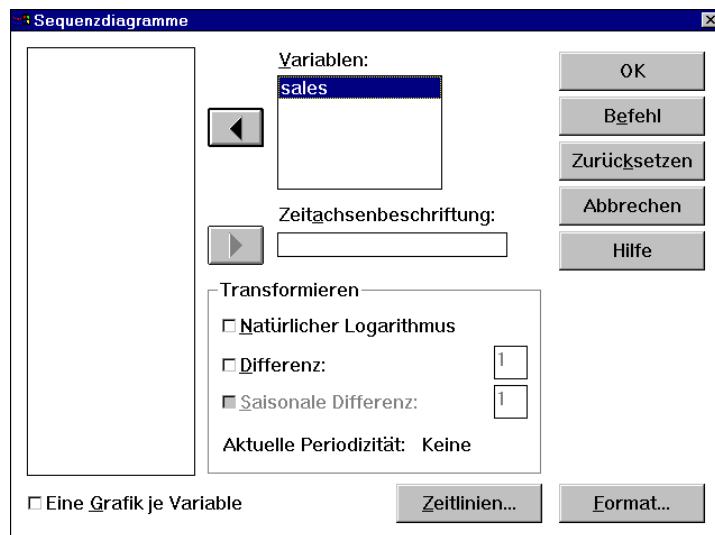 Sequenzdiagramme
Variablen:
sales
OK
Befehl
Zurücksetzen
Abbrechen
Hilfe
Zeitachsenbeschriftung:
Transformieren
Natürlicher Logarithmus
Differenz: 1
Saisonale Differenz: 1
Aktuelle Periodizität: Keine
Eine Grafik je Variable
Zeitlinien...
Format...